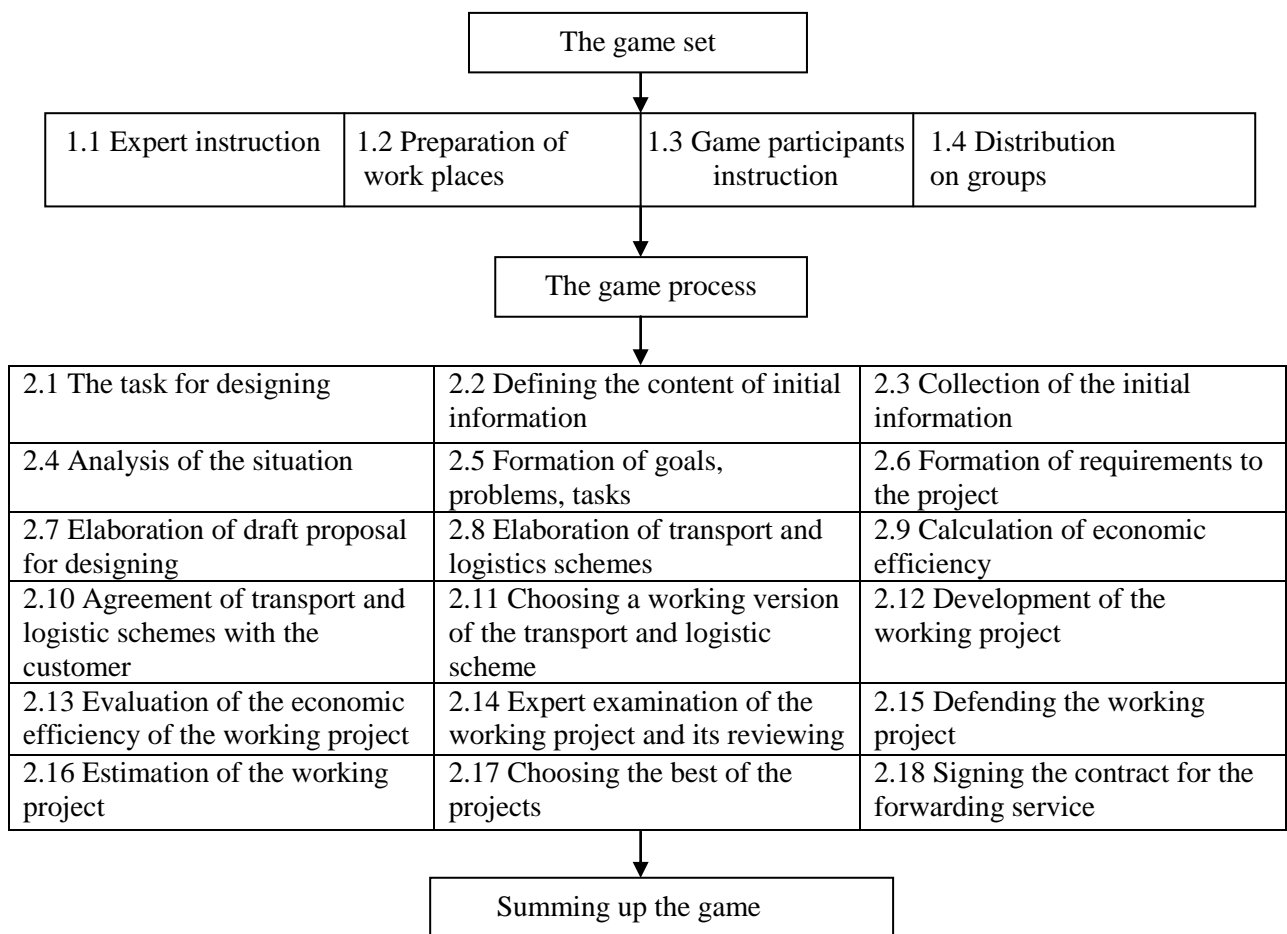 The game set
1.1 Expert instruction
1.2 Preparation of
work places
1.3 Game participants
instruction
1.4 Distribution
on groups
The game process
2.1 The task for designing
2.2 Defining the content of initial
information
2.3 Collection of the initial
information
2.4 Analysis of the situation
2.5 Formation of goals,
problems, tasks
2.6 Formation of requirements to
the project
2.7 Elaboration of draft proposal
for designing
2.8 Elaboration of transport and
logistics schemes
2.9 Calculation of economic
efficiency
2.10 Agreement of transport and
logistic schemes with the
customer
2.11 Choosing a working version
of the transport and logistic
scheme
2.12 Development of the
working project
2.13 Evaluation of the economic
efficiency of the working project
2.14 Expert examination of the
working project and its reviewing
2.15 Defending the working
project
2.16 Estimation of the working
project
2.17 Choosing the best of the
projects
2.18 Signing the contract for the
forwarding service
Summing up the game